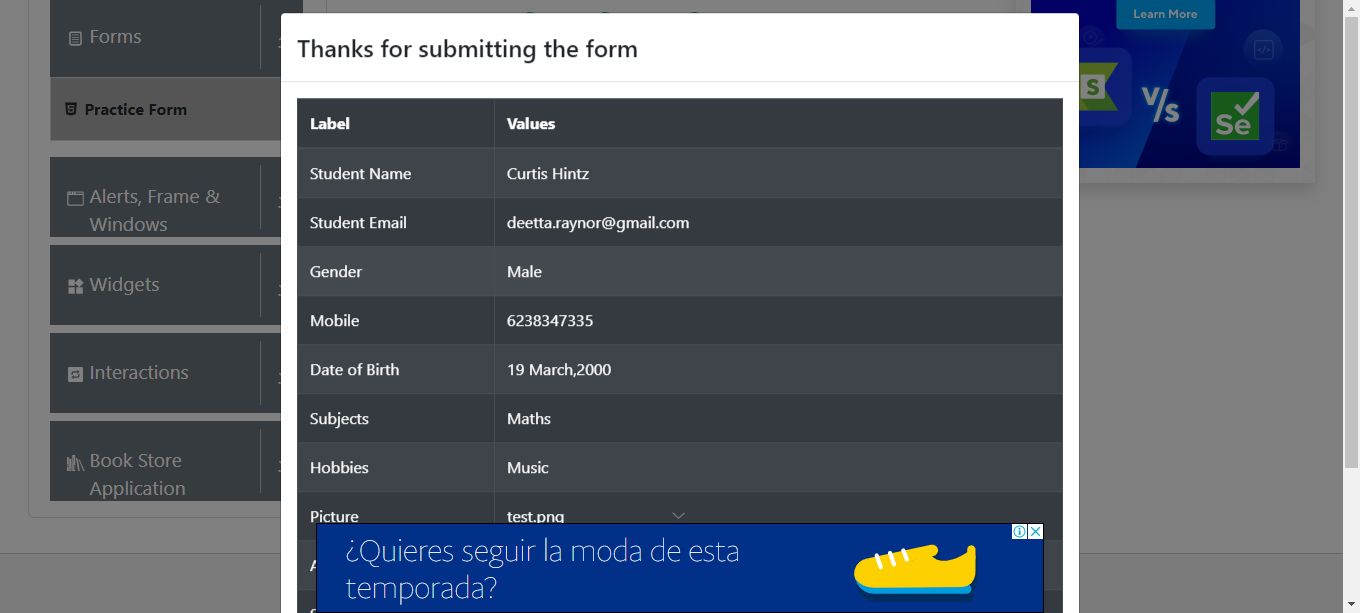 Forms
Practice Form
Alerts, Frame &
Windows
Widgets
Interactions
Book Store
Application
Thanks for submitting the form
Label Values
Student Name Curtis Hintz
Student Email deetta.raynor@gmail.com
Gender Male
Mobile 6238347335
Date of Birth 19 March,2000
Subjects Maths
Hobbies Music
Picture test.png
¿Quieres seguir la moda de esta
temporada?
Learn More
S V/s Se